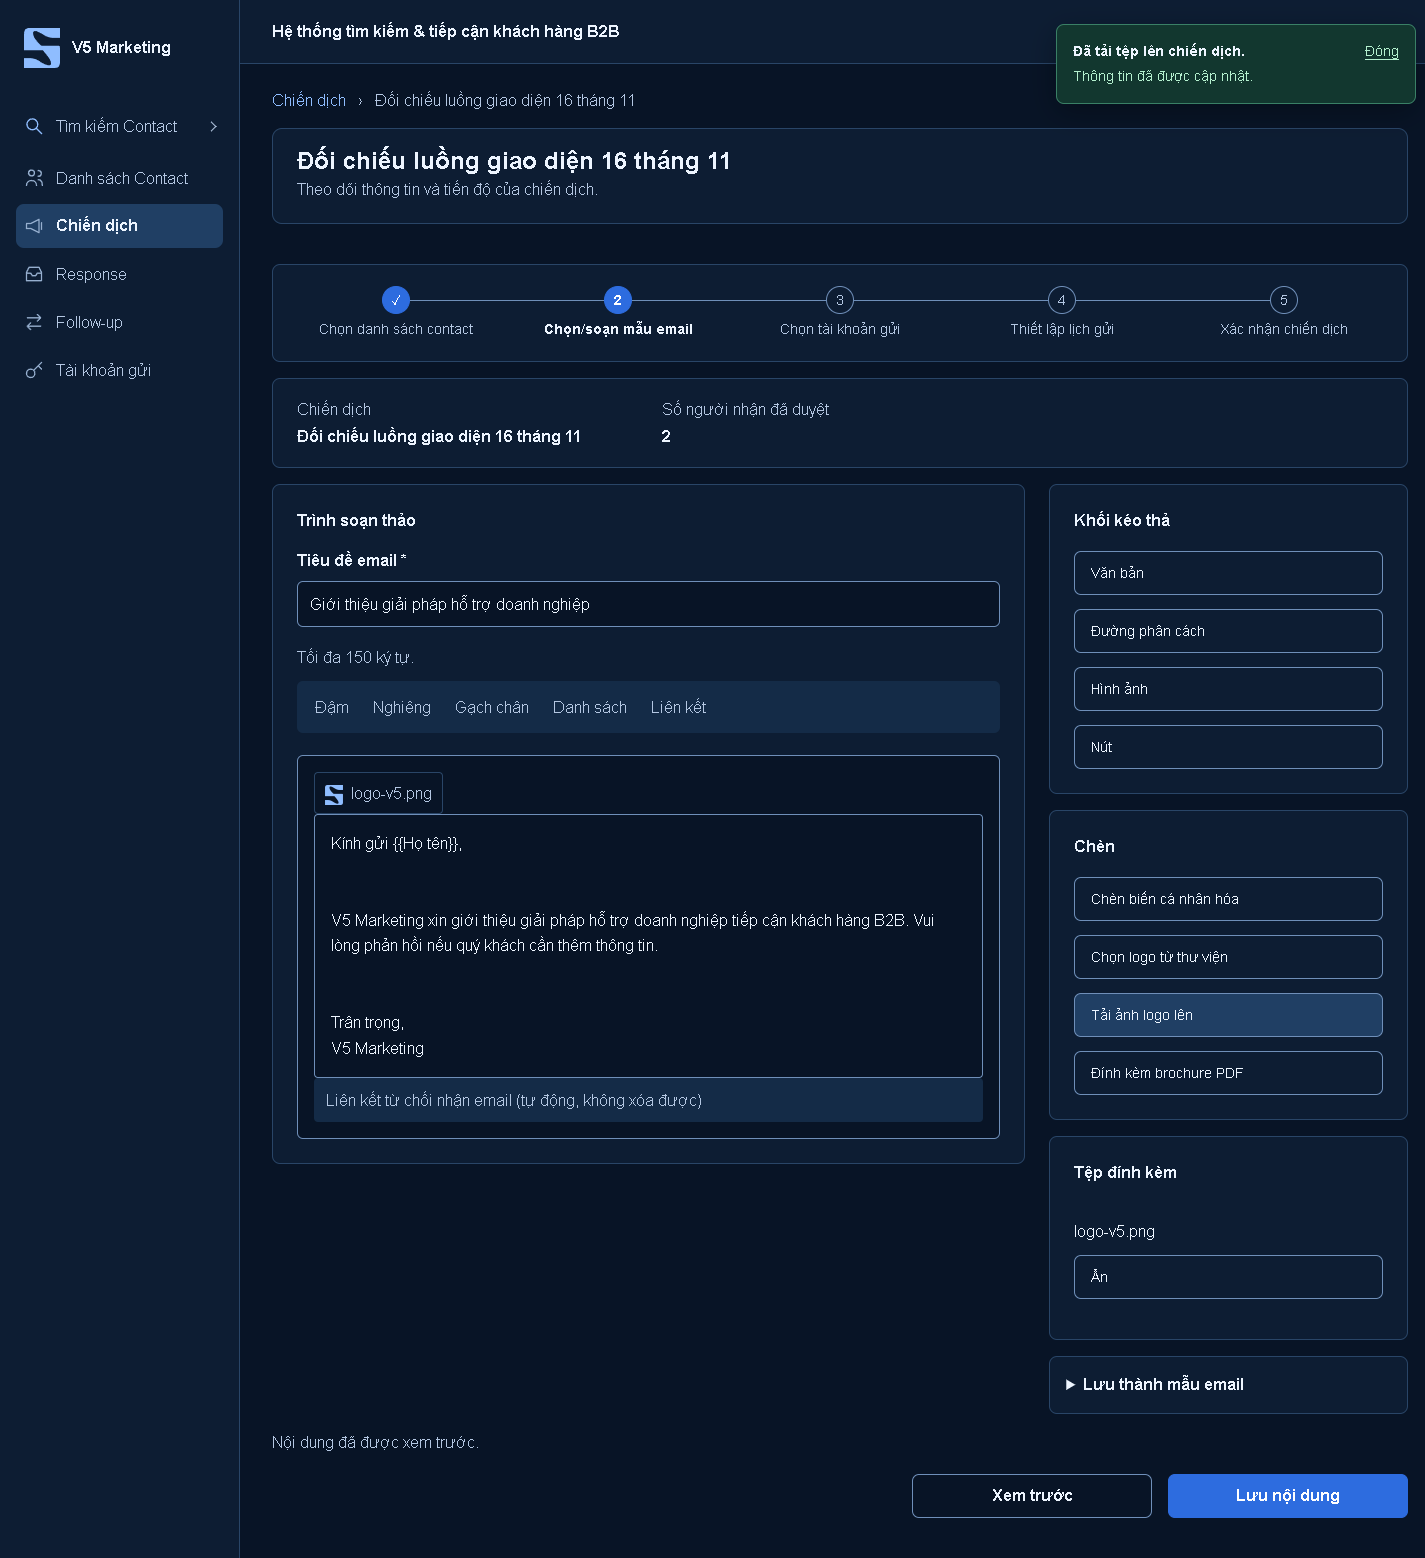 V5 Marketing
Tìm kiếm Contact
Danh sách Contact
Chiến dịch
Response
Follow-up
Tài khoản gửi
Hệ thống tìm kiếm & tiếp cận khách hàng B2B
Đã tải tệp lên chiến dịch.
Đóng
Thông tin đã được cập nhật.
Chiến dịch › Đối chiếu luồng giao diện 16 tháng 11
Đối chiếu luồng giao diện 16 tháng 11
Theo dõi thông tin và tiến độ của chiến dịch.
✓
Chọn danh sách contact
2
Chọn/soạn mẫu email
3
Chọn tài khoản gửi
4
Thiết lập lịch gửi
5
Xác nhận chiến dịch
Chiến dịch
Đối chiếu luồng giao diện 16 tháng 11
Số người nhận đã duyệt
2
Trình soạn thảo
Tiêu đề email *
Giới thiệu giải pháp hỗ trợ doanh nghiệp
Tối đa 150 ký tự.
Đậm Nghiêng Gạch chân Danh sách Liên kết
logo-v5.png
Kính gửi {{Họ tên}},
V5 Marketing xin giới thiệu giải pháp hỗ trợ doanh nghiệp tiếp cận khách hàng B2B. Vui
lòng phản hồi nếu quý khách cần thêm thông tin.
Trân trọng,
V5 Marketing
Liên kết từ chối nhận email (tự động, không xóa được)
Khối kéo thả
Văn bản
Đường phân cách
Hình ảnh
Nút
Chèn
Chèn biến cá nhân hóa
Chọn logo từ thư viện
Tải ảnh logo lên
Đính kèm brochure PDF
Tệp đính kèm
logo-v5.png
Ẩn
Lưu thành mẫu email
Nội dung đã được xem trước.
Xem trước
Lưu nội dung